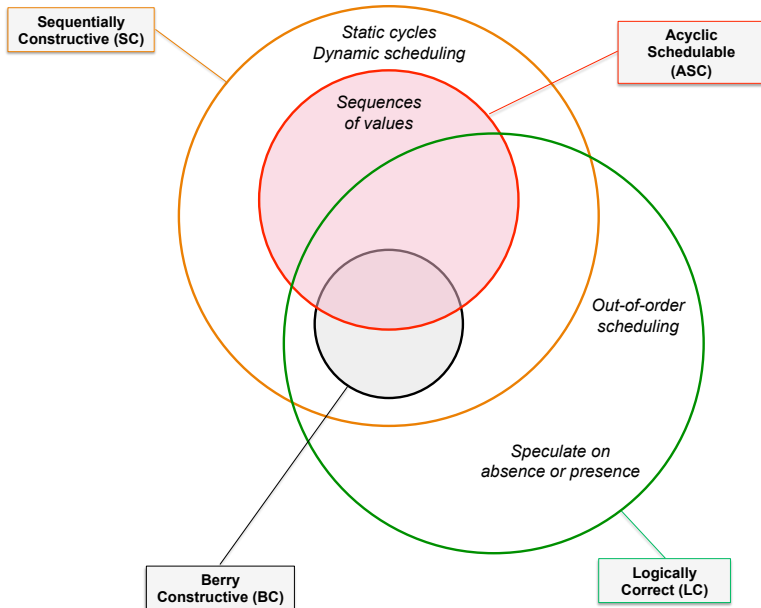 Sequentially
Constructive (SC)
Static cycles
Dynamic scheduling
Acyclic
Schedulable
(ASC)
Sequences
of values
Out-of-order
scheduling
Speculate on
absence or presence
Berry
Constructive (BC)
Logically
Correct (LC)